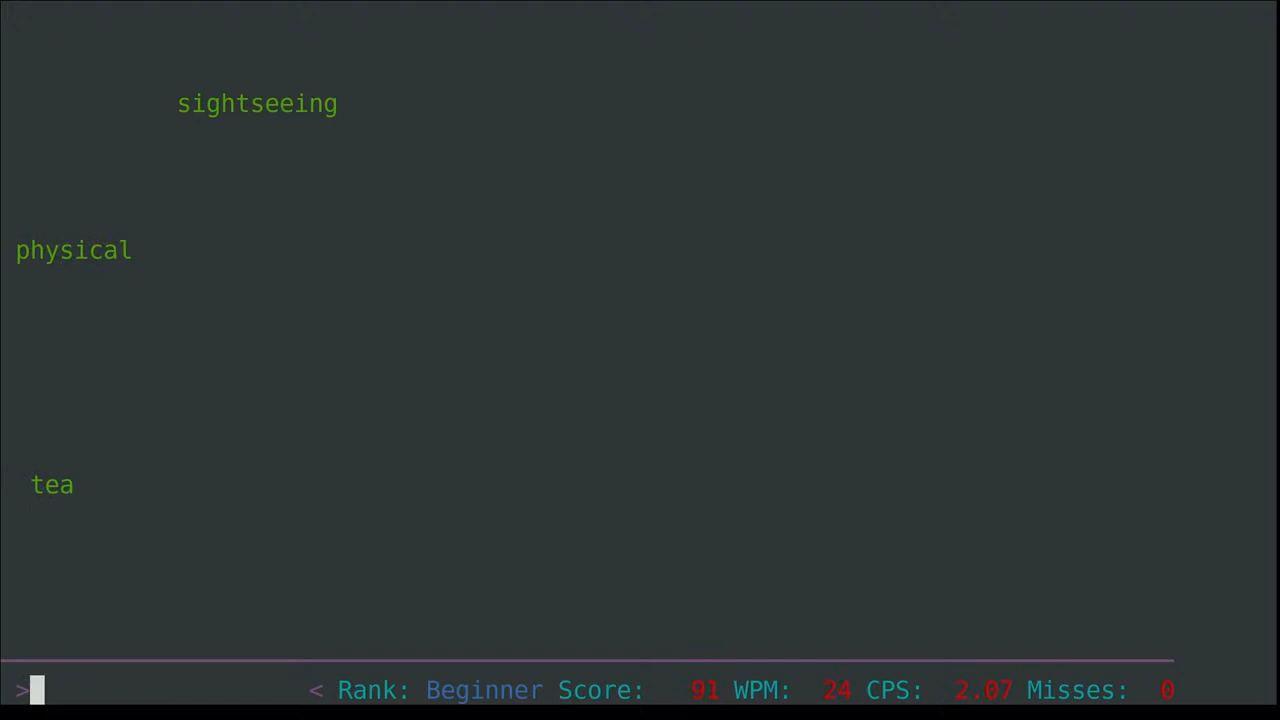 sightseeing
physical
tea
> < Rank: Beginner Score: 91 WPM: 24 CPS: 2.07 Misses: 0